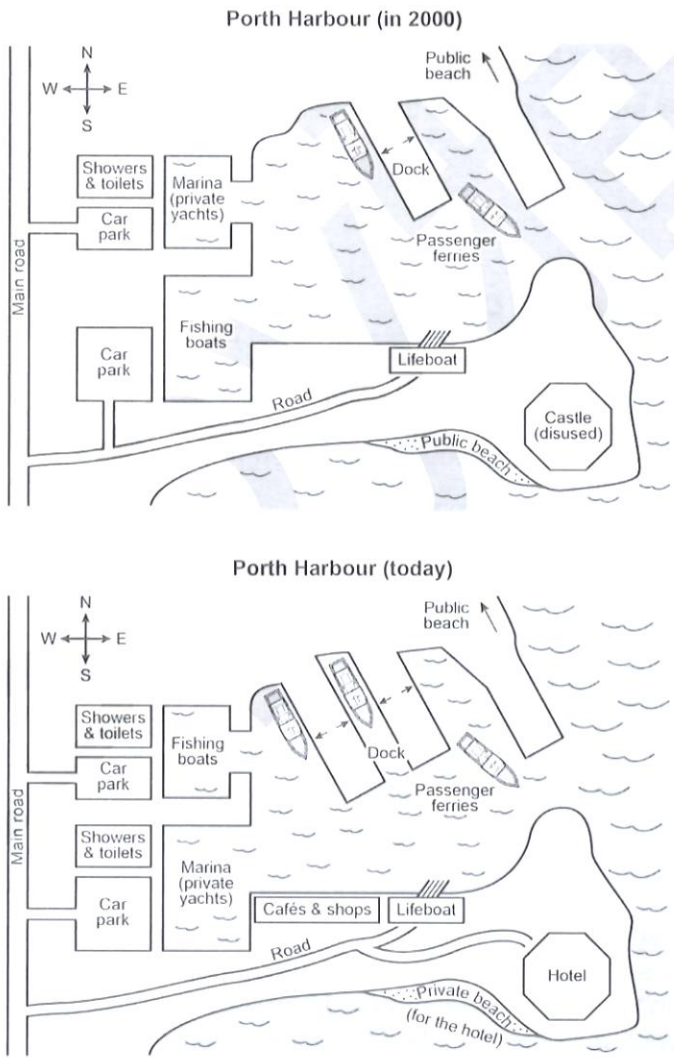 Porth Harbour (in 2000)
N
W
E
S
Public
beach
Showers
& toilets
Marina
(private
yachts)
Dock
Car
park
Passenger
ferries
Main road
Fishing
boats
Car
park
Lifeboat
Road
Castle
(disused)
Public beach
Porth Harbour (today)
N
W
E
S
Public
beach
Showers
& toilets
Fishing
boats
Dock
Car
park
Passenger
ferries
Main road
Showers
& toilets
Marina
(private
yachts)
Car
park
Cafés & shops
Lifeboat
Road
Hotel
Private beach
(for the hotel)